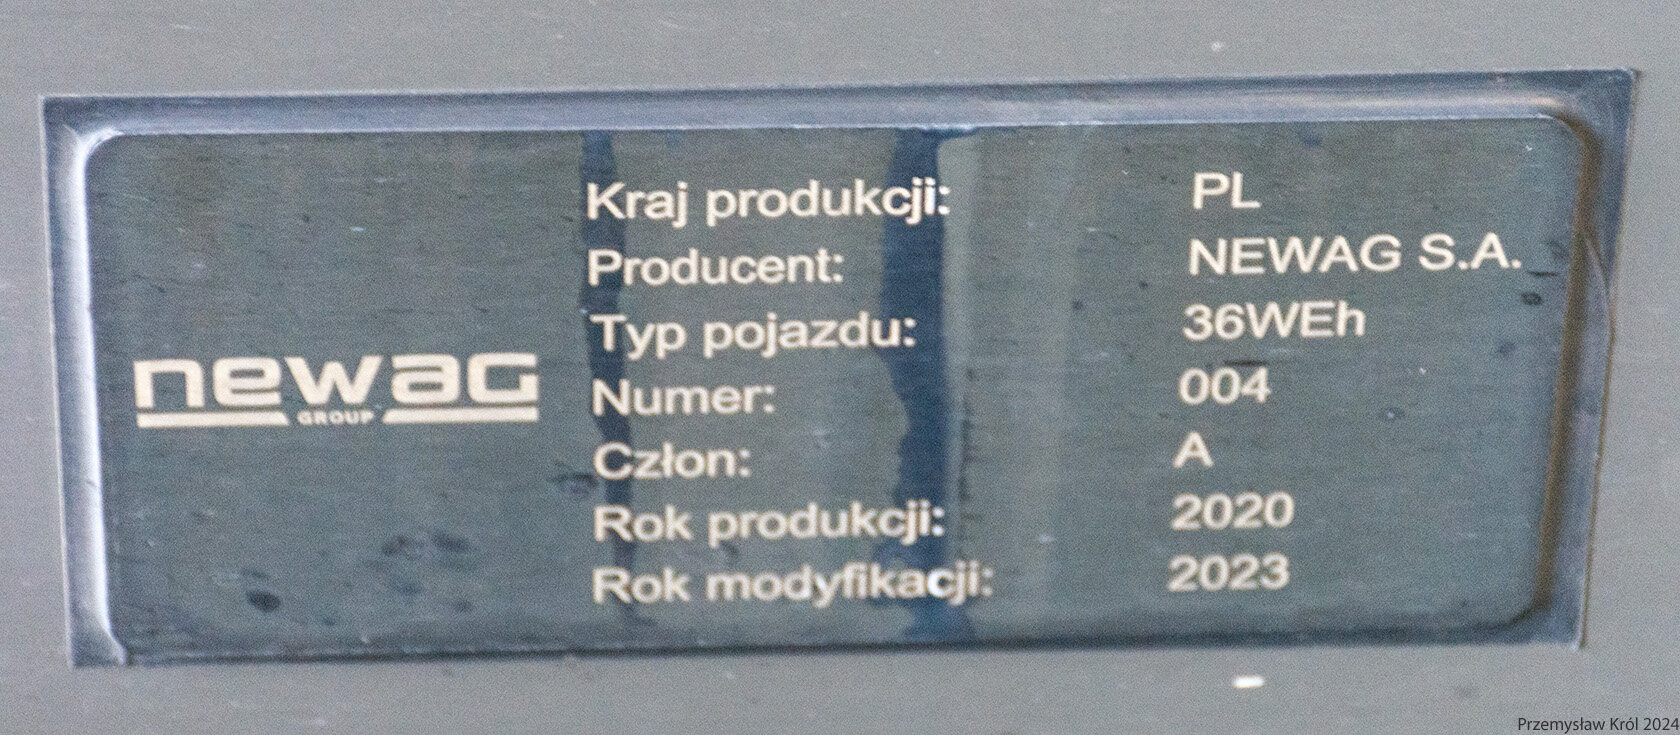 newag
GROUP
Kraj produkcji: PL
Producent: NEWAG S.A.
Typ pojazdu: 36WEh
Numer: 004
Człon: A
Rok produkcji: 2020
Rok modyfikacji: 2023
Przemysław Król 2024